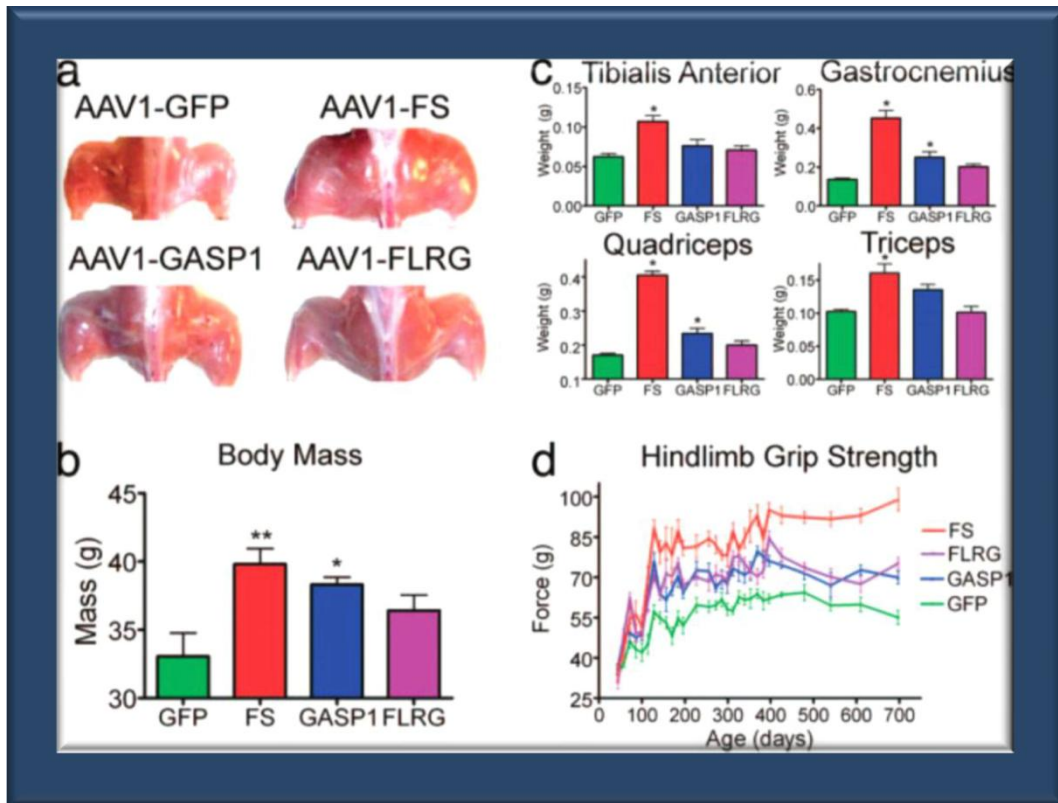 a
AAV1-GFP
AAV1-FS
AAV1-GASP1
AAV1-FLRG
b
Body Mass
Mass (g)
45
40
35
30
**
*
GFP
FS
GASP1
FLRG
c
Tibialis Anterior
Weight (g)
0.15
0.10
0.05
0.00
*
GFP
FS
GASP1
FLRG
Gastrocnemius
Weight (g)
0.6
0.4
0.2
0.0
*
*
GFP
FS
GASP1
FLRG
Quadriceps
Weight (g)
0.4
0.3
0.2
0.1
*
*
GFP
FS
GASP1
FLRG
Triceps
Weight (g)
0.15
0.10
0.05
0.00
*
GFP
FS
GASP1
FLRG
d
Hindlimb Grip Strength
Force (g)
100
85
70
55
40
25
0 100 200 300 400 500 600 700
Age (days)
FS
FLRG
GASP1
GFP